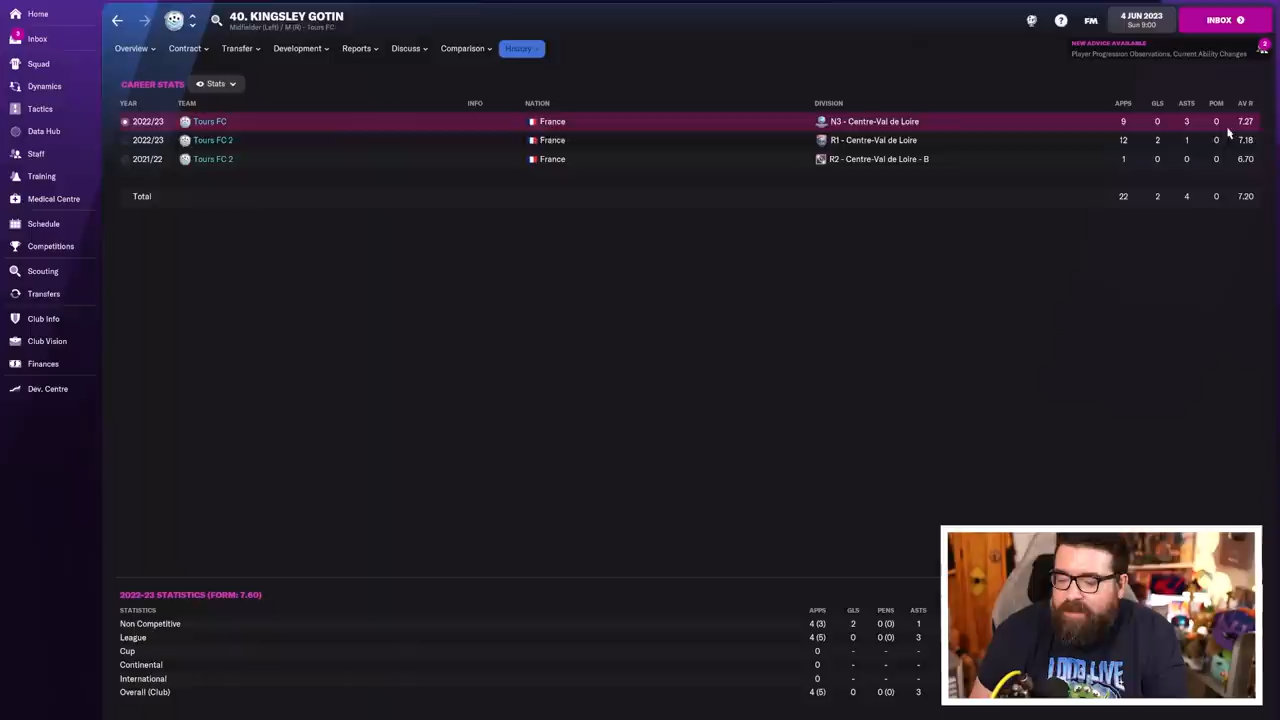 Home
Inbox
3
Squad
Dynamics
Tactics
Data Hub
Staff
Training
Medical Centre
Schedule
Competitions
Scouting
Transfers
Club Info
Club Vision
Finances
Dev. Centre
40. KINGSLEY GOTIN
Midfielder (Left) / M (R) - Tours FC
FM
4 JUN 2023
Sun 9:00
INBOX
Overview Contract Transfer Development Reports Discuss Comparison History
NEW ADVICE AVAILABLE
Player Progression Observations, Current Ability Changes
2
CAREER STATS Stats
YEAR TEAM INFO NATION DIVISION APPS GLS ASTS POM AV R
2022/23 Tours FC France N3 - Centre-Val de Loire 9 0 3 0 7.27
2022/23 Tours FC 2 France R1 - Centre-Val de Loire 12 2 1 0 7.18
2021/22 Tours FC 2 France R2 - Centre-Val de Loire - B 1 0 0 0 6.70
Total 22 2 4 0 7.20
2022-23 STATISTICS (FORM: 7.60)
STATISTICS APPS GLS PENS ASTS
Non Competitive 4 (3) 2 0 (0) 1
League 4 (5) 0 0 (0) 3
Cup 0 - - -
Continental 0 - - -
International 0 - - -
Overall (Club) 4 (5) 0 0 (0) 3